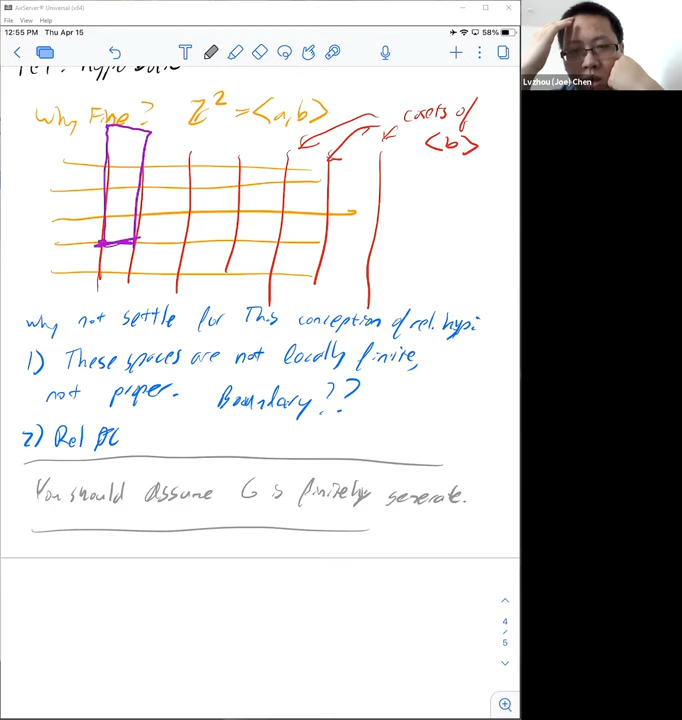 AirServer® Universal (x64)
File View Help
12:55 PM Thu Apr 15
58%
T
rel. hyperbolic
Why Fine? ℤ² = <a,b>
cosets of
<b>
why not settle for This conception of rel. hyp:
1) These spaces are not locally finite,
not proper. Boundary??
2) Rel
You should assume G is finitely generate.
4
/
5
Lvzhou (Joe) Chen